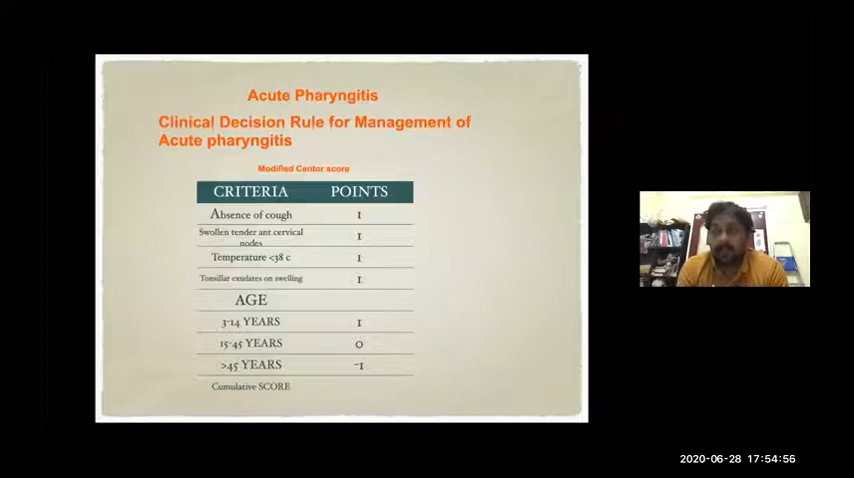 Acute Pharyngitis
Clinical Decision Rule for Management of
Acute pharyngitis
Modified Centor score
CRITERIA POINTS
Absence of cough 1
Swollen tender ant cervical
nodes 1
Temperature <38 c 1
Tonsillar exudates on swelling 1
AGE
3-14 YEARS 1
15-45 YEARS 0
>45 YEARS -1
Cumulative SCORE
2020-06-28 17:54:56